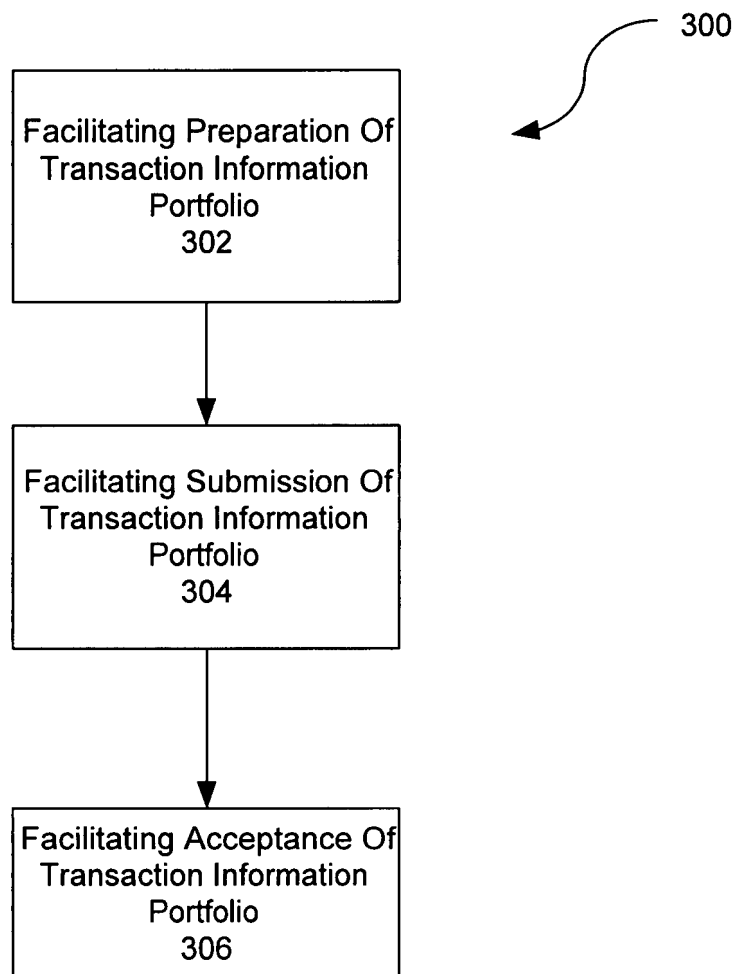 300
Facilitating Preparation Of
Transaction Information
Portfolio
302
Facilitating Submission Of
Transaction Information
Portfolio
304
Facilitating Acceptance Of
Transaction Information
Portfolio
306